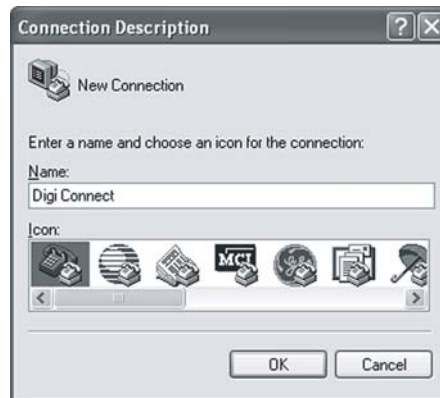 Connection Description
New Connection
Enter a name and choose an icon for the connection:
Name:
Digi Connect
Icon:
MCI
OK
Cancel